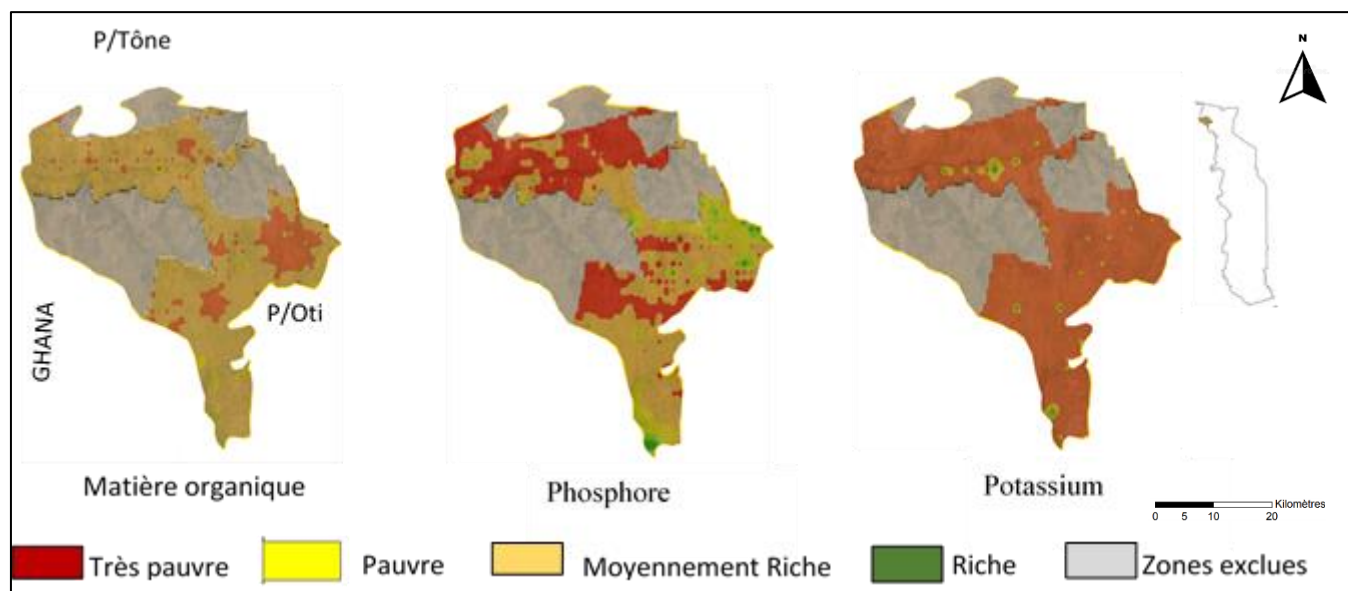 P/Tône
N
GHANA
P/Oti
Matière organique
Phosphore
Potassium
Kilomètres
0 5 10 20
Très pauvre
Pauvre
Moyennement Riche
Riche
Zones exclues